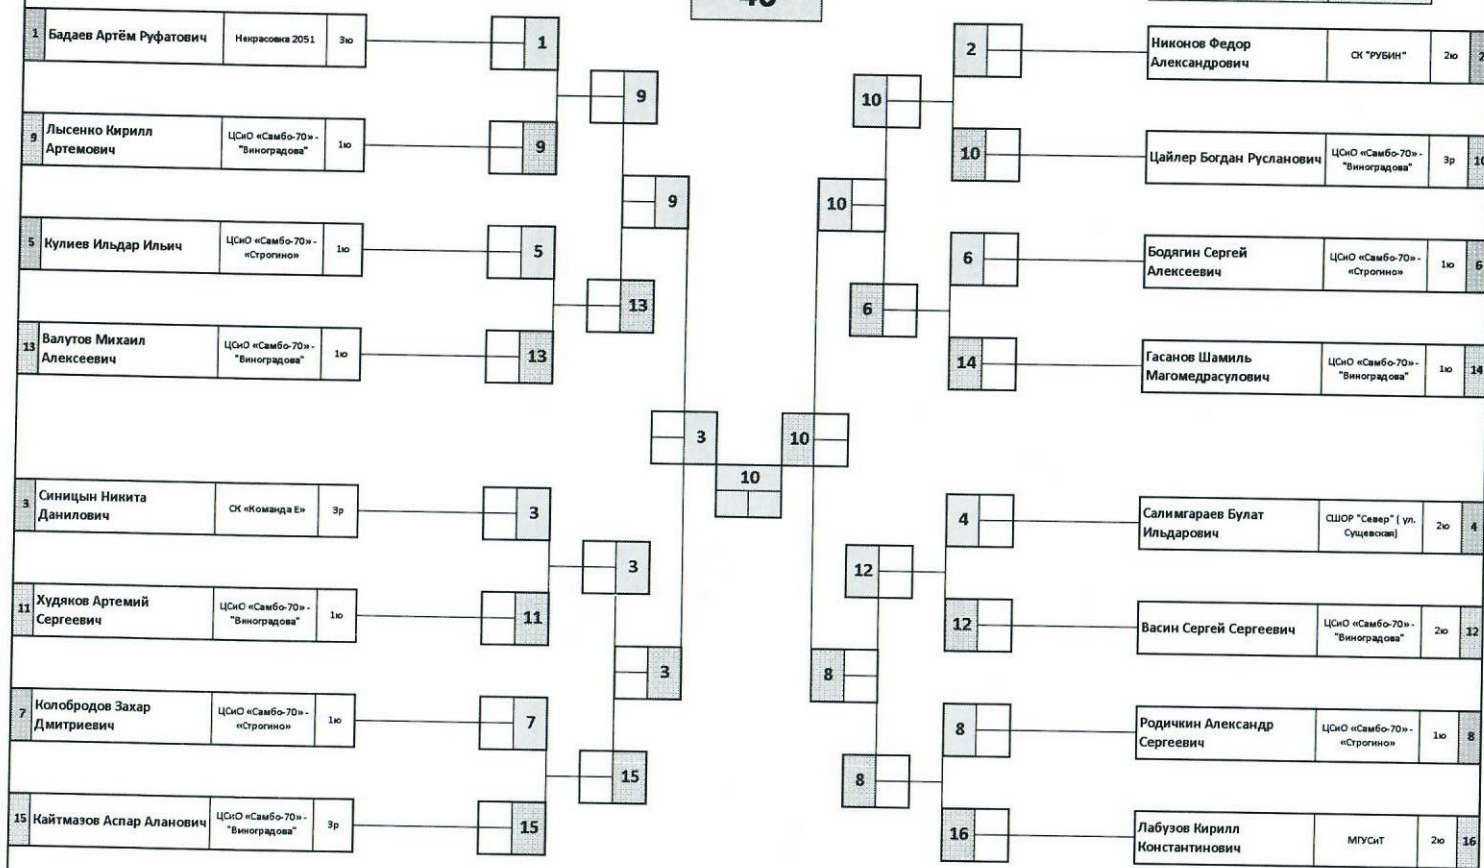 1
Бадаев Артём Руфатович
Некрасовка 2051
3ю
9
Лысенко Кирилл
Артемович
ЦСиО «Самбо-70» -
"Виноградова"
1ю
5
Кулиев Ильдар Ильич
ЦСиО «Самбо-70» -
«Строгино»
1ю
13
Валутов Михаил
Алексеевич
ЦСиО «Самбо-70» -
"Виноградова"
1ю
3
Синицын Никита
Данилович
СК «Команда Е»
3р
11
Худяков Артемий
Сергеевич
ЦСиО «Самбо-70» -
"Виноградова"
1ю
7
Колобродов Захар
Дмитриевич
ЦСиО «Самбо-70» -
«Строгино»
1ю
15
Кайтмазов Аспар Аланович
ЦСиО «Самбо-70» -
"Виноградова"
3р
1
9
5
13
3
11
7
15
9
13
3
15
9
3
3
10
10
10
8
10
6
12
8
2
10
6
14
4
12
8
16
Никонов Федор
Александрович
СК "РУБИН"
2ю
2
Цайлер Богдан Русланович
ЦСиО «Самбо-70» -
"Виноградова"
3р
10
Бодягин Сергей
Алексеевич
ЦСиО «Самбо-70» -
«Строгино»
1ю
6
Гасанов Шамиль
Магомедрасулович
ЦСиО «Самбо-70» -
"Виноградова"
1ю
14
Салимгараев Булат
Ильдарович
СШОР "Север" ( ул.
Сущевская)
2ю
4
Васин Сергей Сергеевич
ЦСиО «Самбо-70» -
"Виноградова"
2ю
12
Родичкин Александр
Сергеевич
ЦСиО «Самбо-70» -
«Строгино»
1ю
8
Лабузов Кирилл
Константинович
МГУСиТ
2ю
16